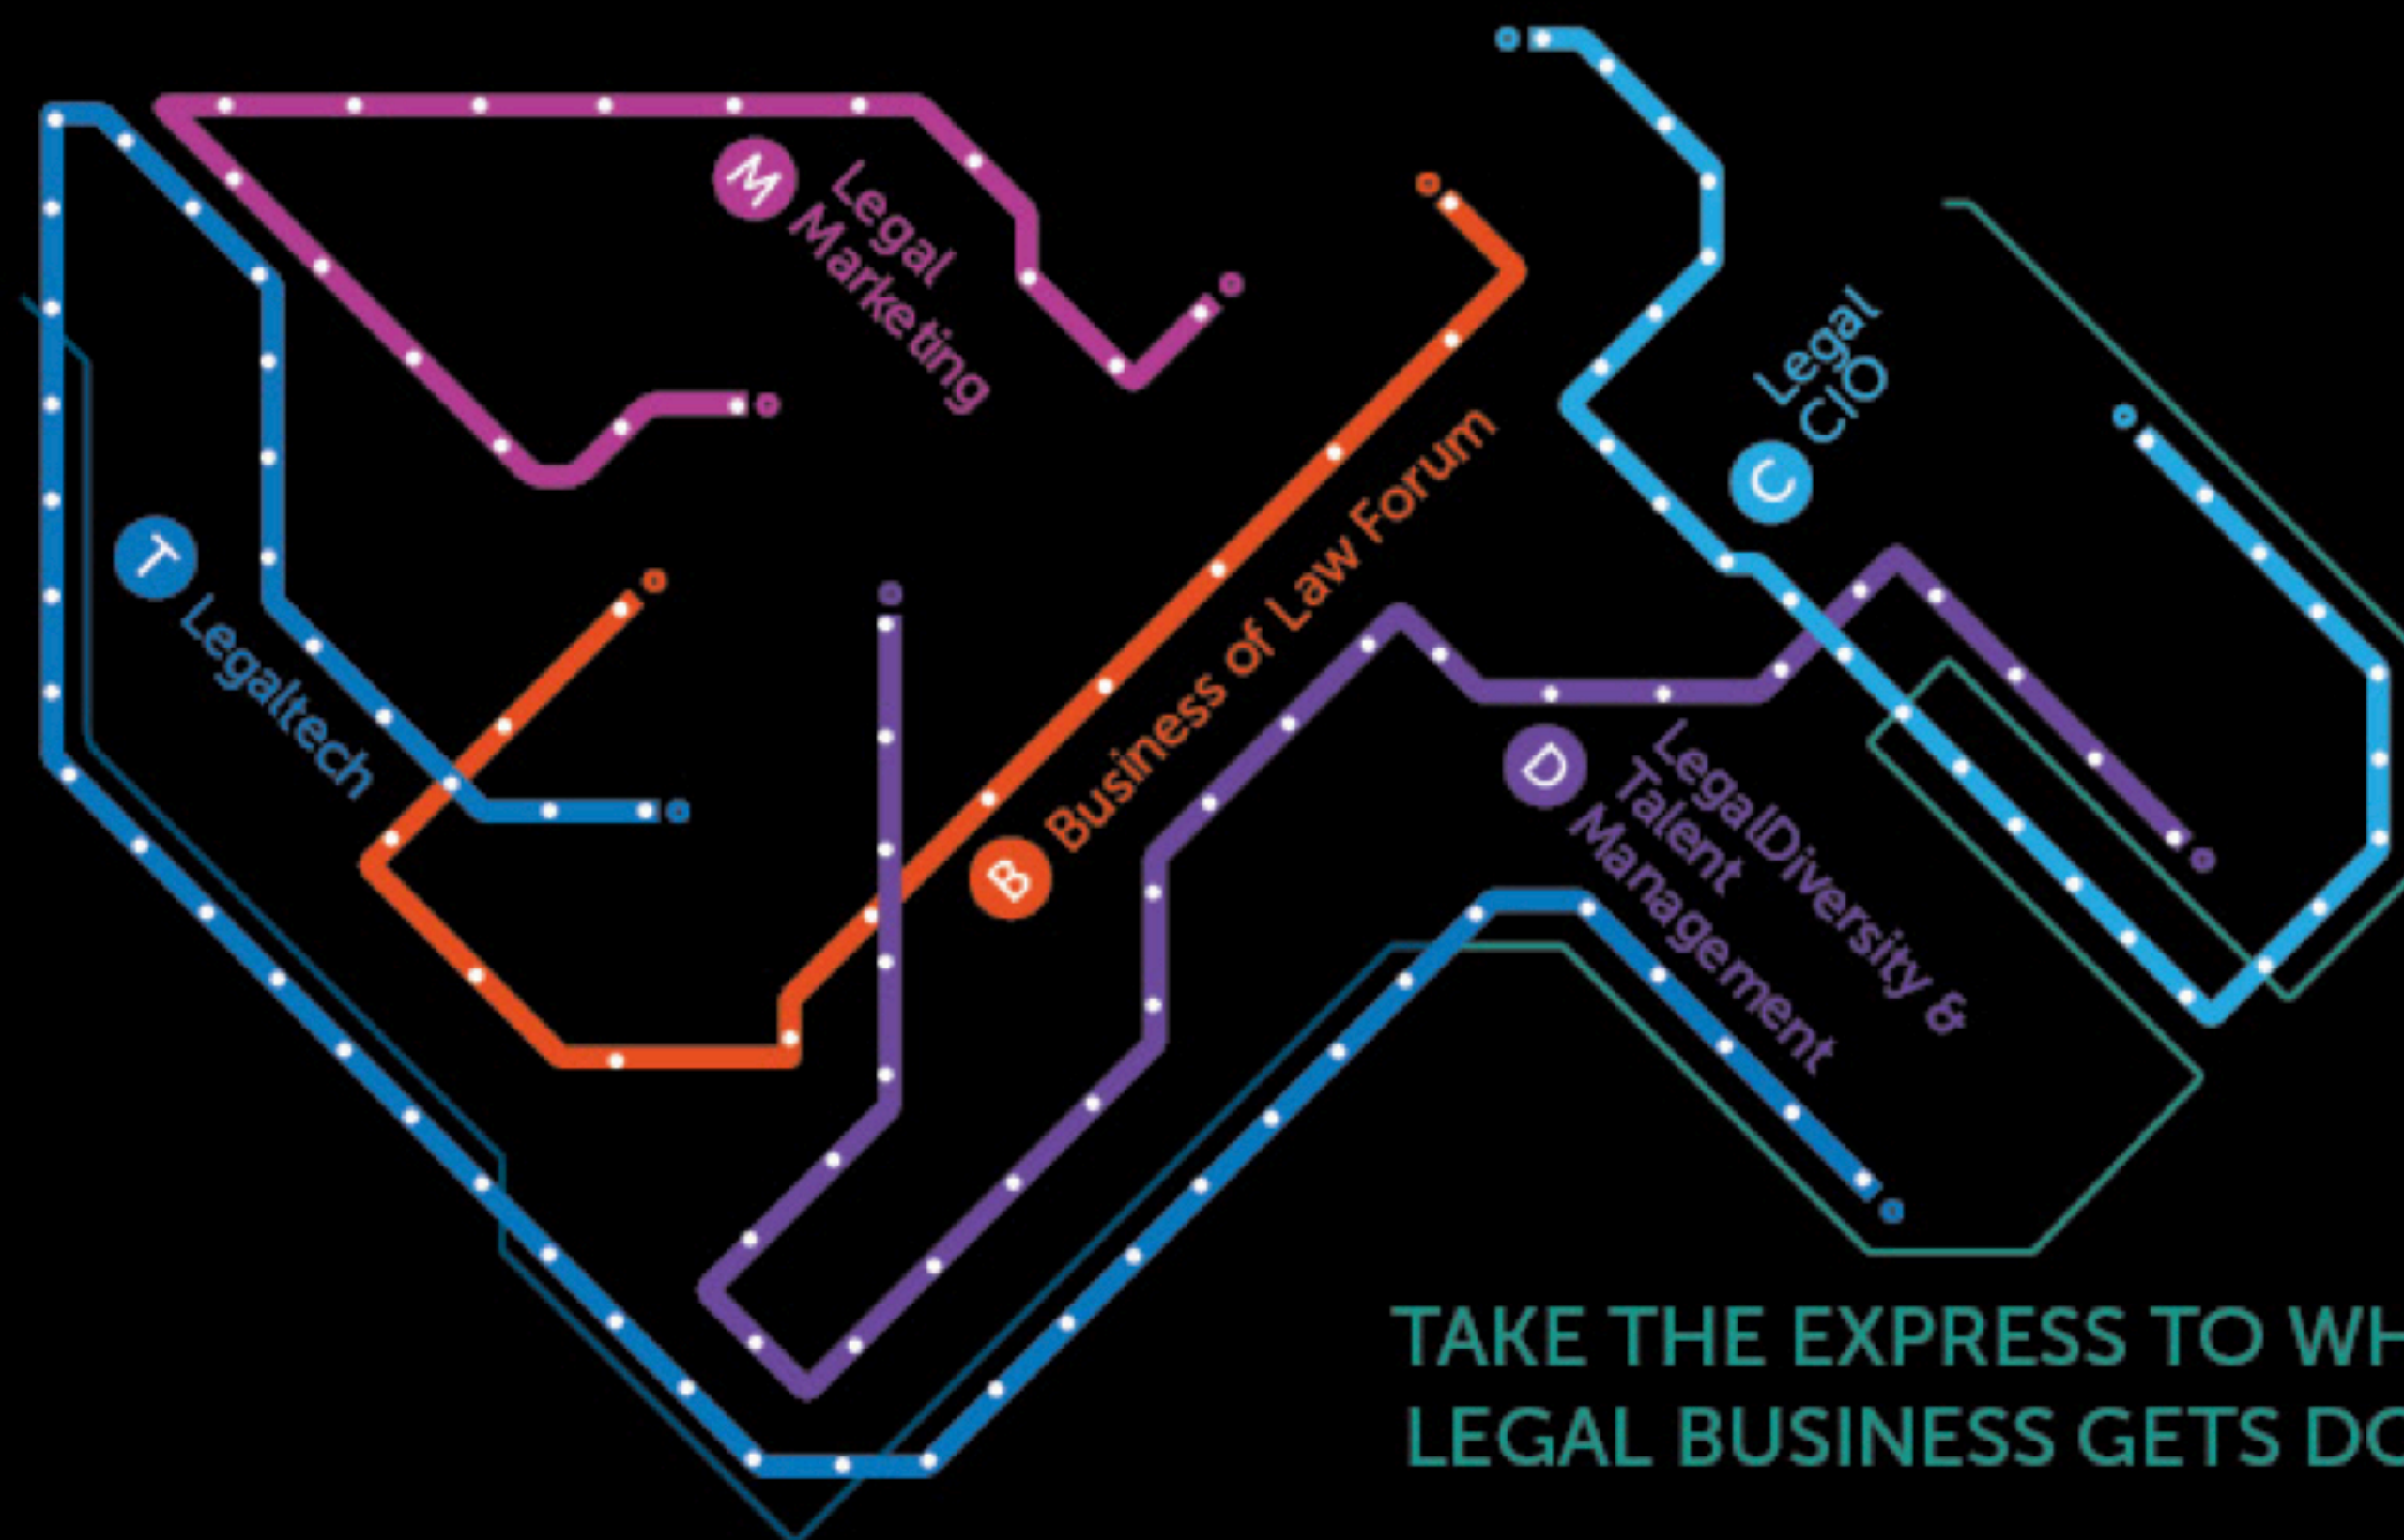 M
Legal
Marketing
C
Legal
CIO
T
Legaltech
B
Business of Law Forum
D
LegalDiversity &
Talent
Management
TAKE THE EXPRESS TO WH
LEGAL BUSINESS GETS DO